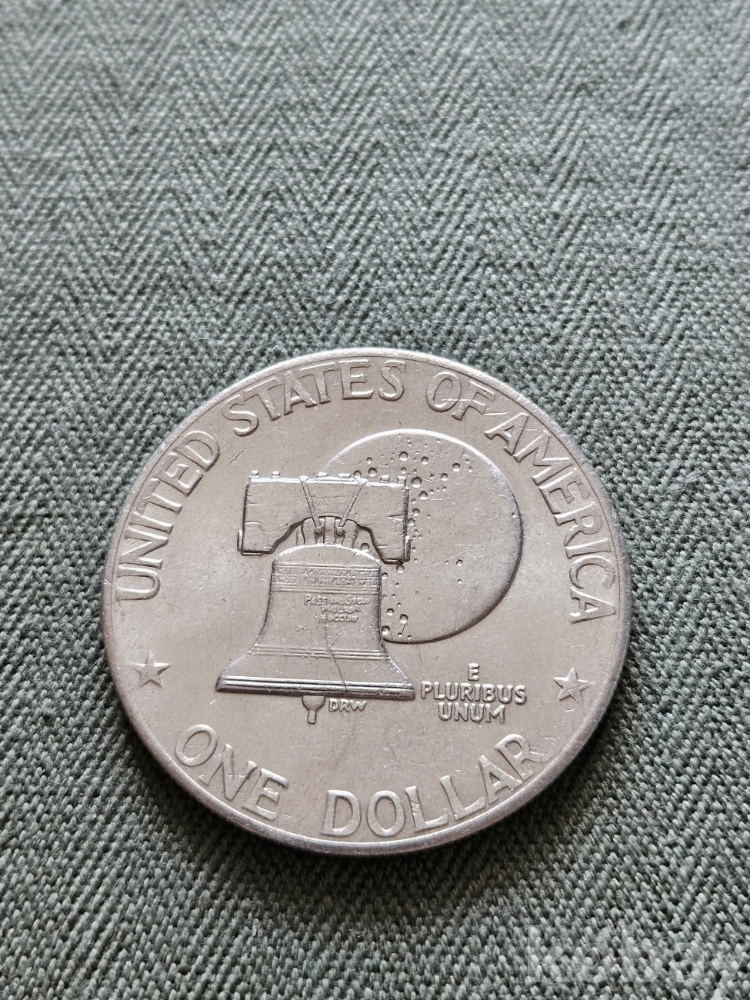 UNITED STATES OF AMERICA
E
PLURIBUS
UNUM
DRW
ONE DOLLAR